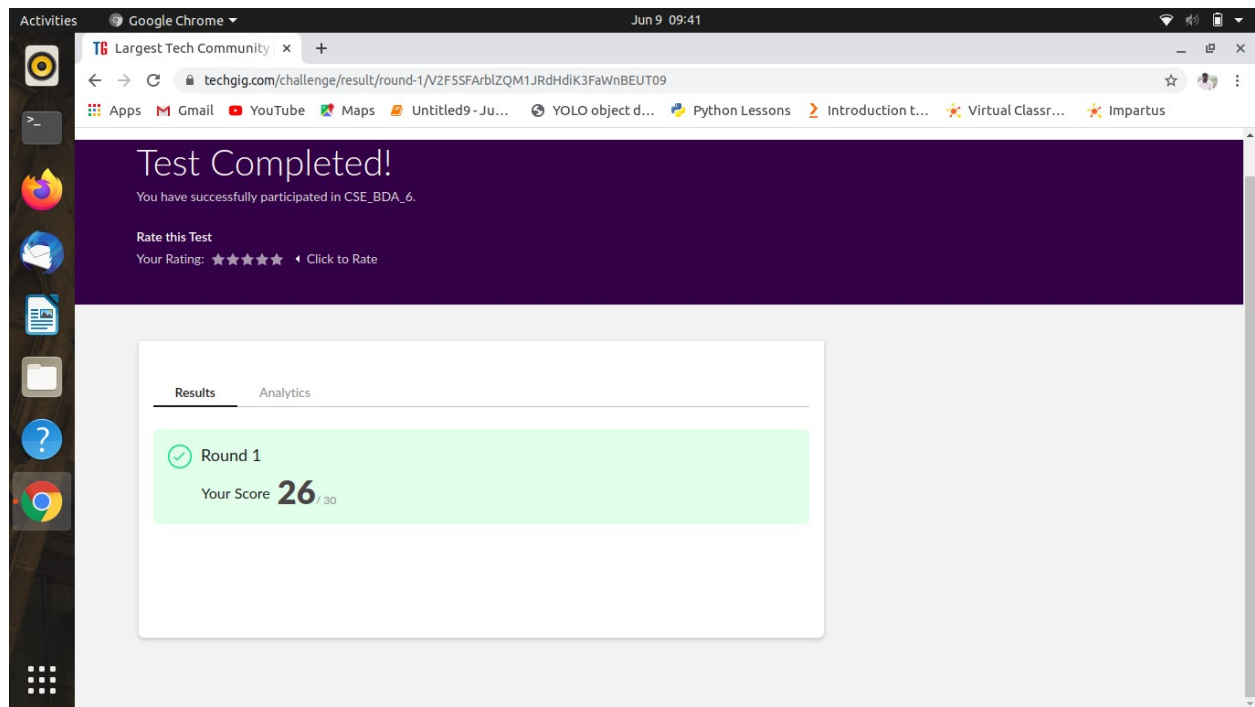 Activities Google Chrome Jun 9 09:41
TG Largest Tech Community
techgig.com/challenge/result/round-1/V2F5SFArblZQM1JRdHdiK3FaWnBEUT09
Apps Gmail YouTube Maps Untitled9 - Ju... YOLO object d... Python Lessons Introduction t... Virtual Classr... Impartus
Test Completed!
You have successfully participated in CSE_BDA_6.
Rate this Test
Your Rating: Click to Rate
Results Analytics
Round 1
Your Score 26 / 30